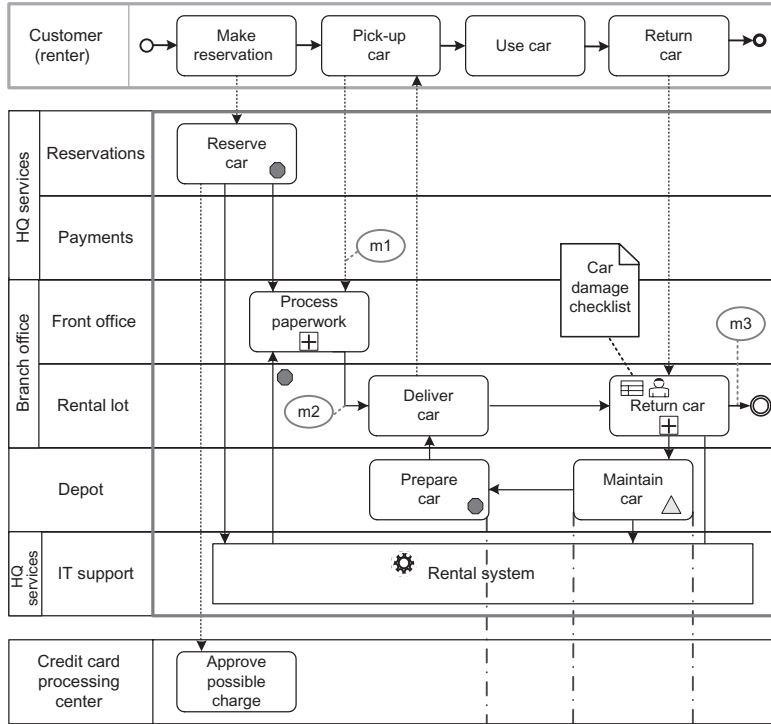 Customer
(renter)
Make
reservation
Pick-up
car
Use car
Return
car
HQ services
Reservations
Reserve
car
Payments
m1
Car
damage
checklist
Branch office
Front office
Process
paperwork
m3
Rental lot
m2
Deliver
car
Return car
Depot
Prepare
car
Maintain
car
HQ
services
IT support
Rental system
Credit card
processing
center
Approve
possible
charge